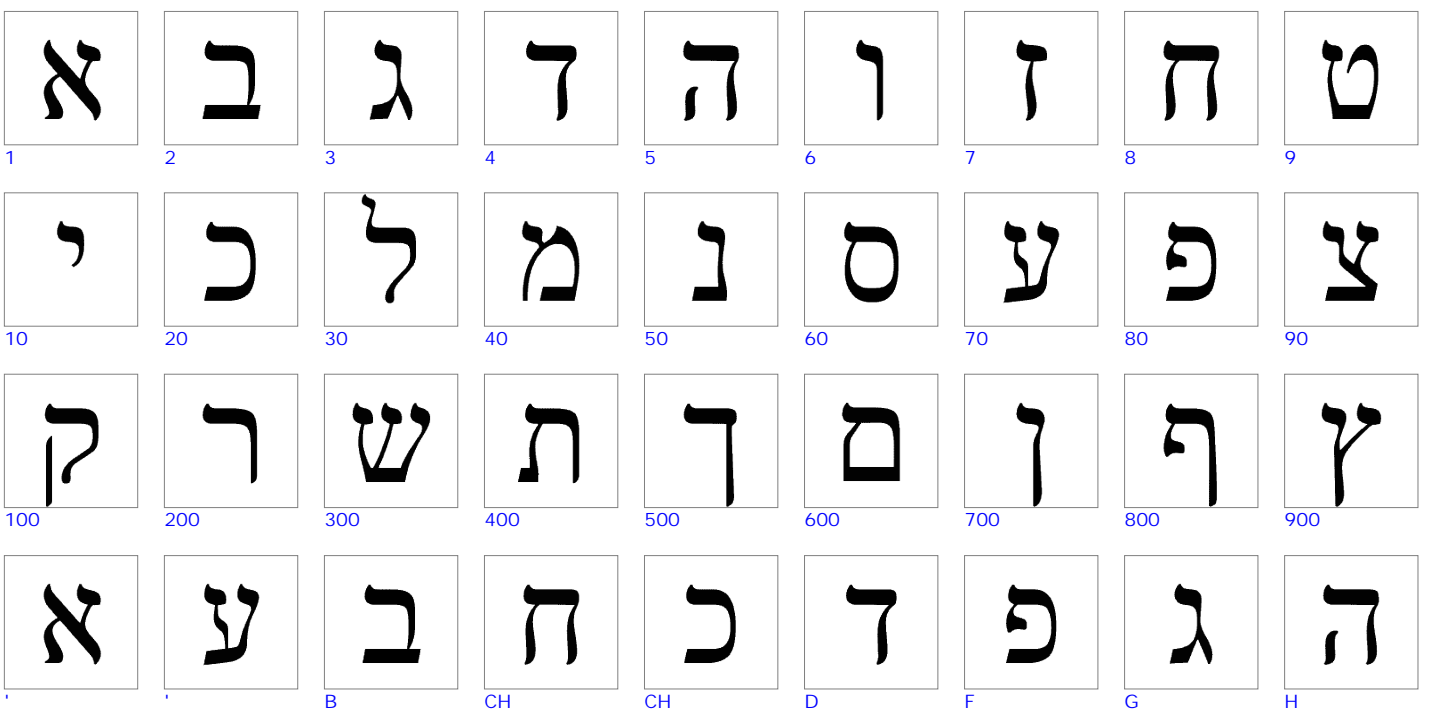 א ב ג ד ה ו ז ח ט
1 2 3 4 5 6 7 8 9
י כ ל מ נ ס ע פ צ
10 20 30 40 50 60 70 80 90
ק ר ש ת ך ם ן ף ץ
100 200 300 400 500 600 700 800 900
א ע ב ח כ ד פ ג ה
' ' B CH CH D F G H